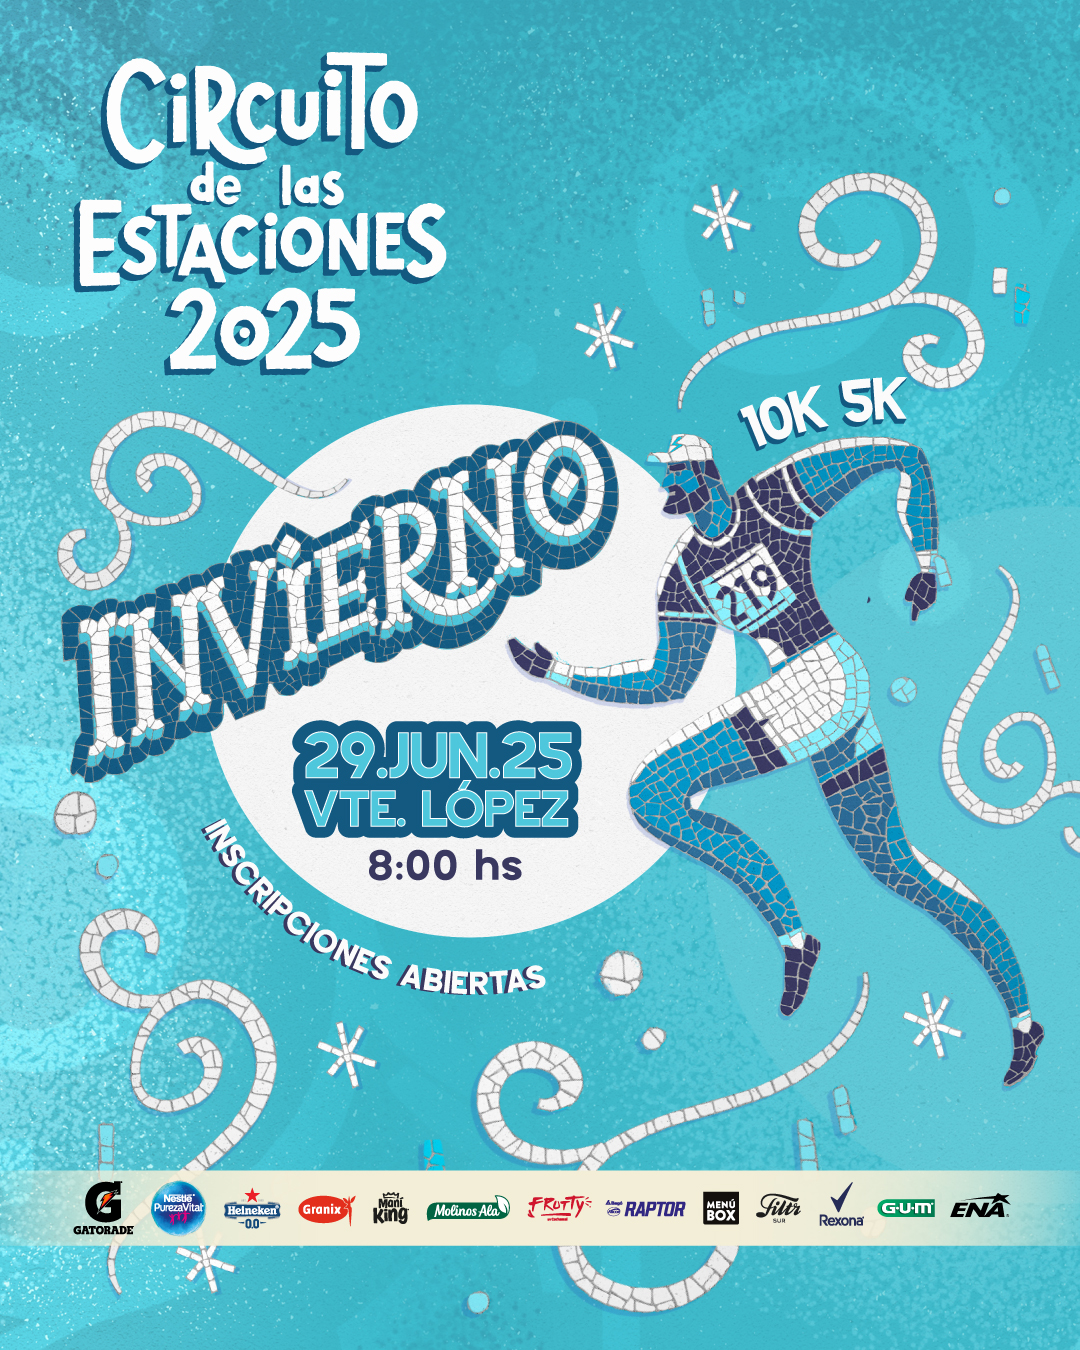 CiRCUiTO
de las
ESTACiONES
2025
10K 5K
INViERNO
219
29.JUN.25
VTE. LÓPEZ
8:00 hs
INSCRIPCIONES ABIERTAS
GATORADE
Nestlé
PurezaVital
Heineken
0.0
Granix
Maní
King
Molinos Ala
FRUTTY
RAPTOR
MENÚ
BOX
Fitur
SUR
Rexona
G·U·M
ENA